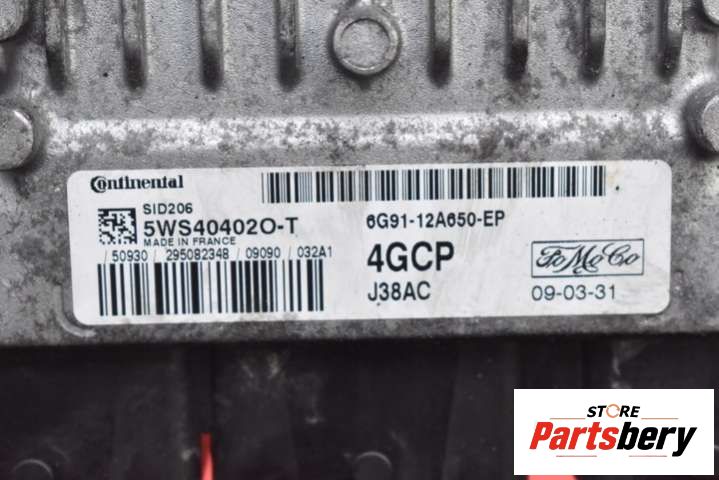 Continental
SID206
5WS40402O-T
MADE IN FRANCE
/ 50930 / 295082348 / 09090 / 032A1
6G91-12A650-EP
4GCP
J38AC
FoMoCo
09-03-31
STORE
Partsbery